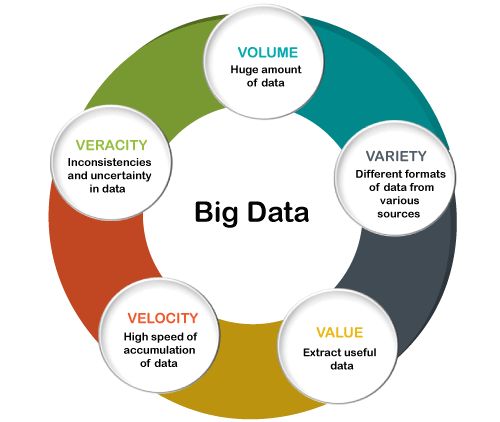 VOLUME
Huge amount
of data
VARIETY
Different formats
of data from
various
sources
VALUE
Extract useful
data
VELOCITY
High speed of
accumulation
of data
VERACITY
Inconsistencies
and uncertainty
in data
Big Data